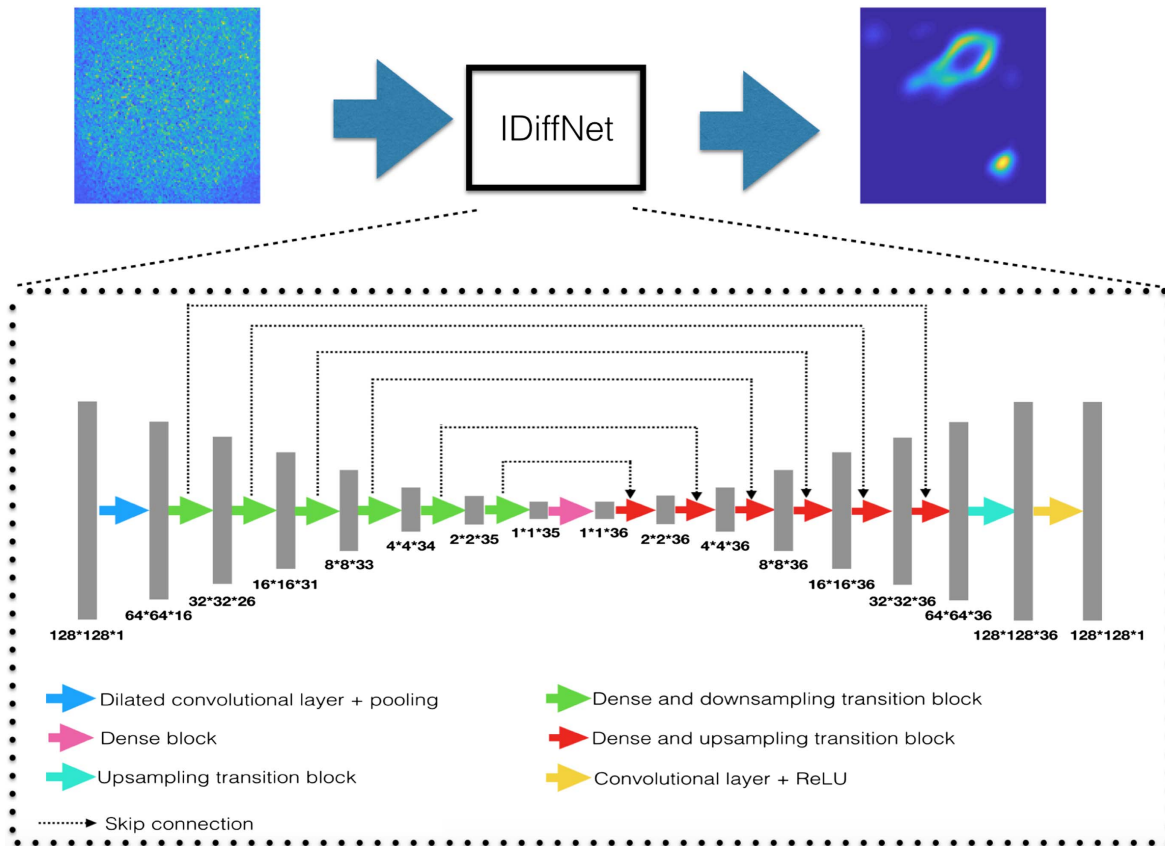 IDiffNet
128*128*1
64*64*16
32*32*26
16*16*31
8*8*33
4*4*34
2*2*35
1*1*35
1*1*36
2*2*36
4*4*36
8*8*36
16*16*36
32*32*36
64*64*36
128*128*36
128*128*1
Dilated convolutional layer + pooling
Dense and downsampling transition block
Dense block
Dense and upsampling transition block
Upsampling transition block
Convolutional layer + ReLU
Skip connection